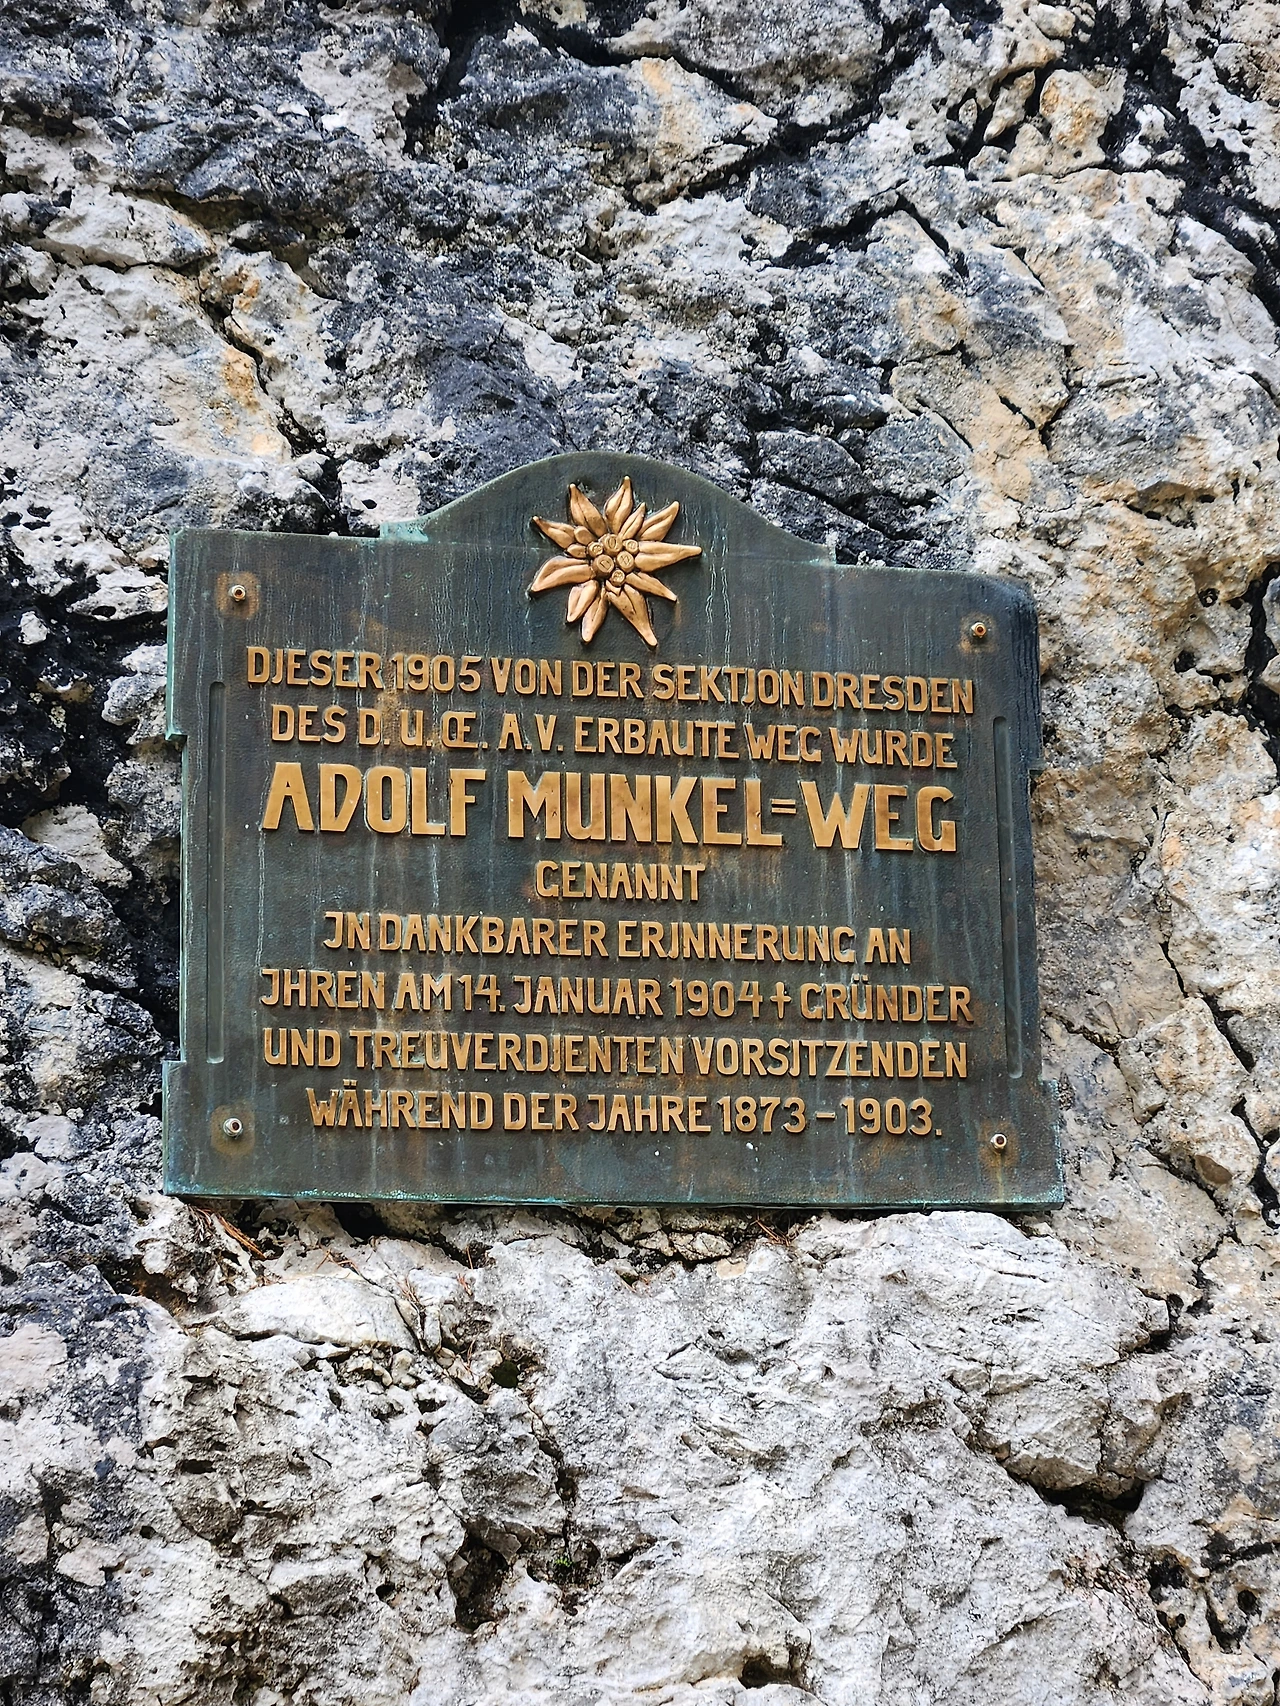 DJESER 1905 VON DER SEKTJON DRESDEN
DES D. U. Œ. A. V. ERBAUTE WEG WURDE
ADOLF MUNKEL=WEG
GENANNT
JN DANKBARER ERJNNERUNG AN
JHREN AM 14. JANUAR 1904 † GRÜNDER
UND TREUVERDJENTEN VORSJTZENDEN
WÄHREND DER JAHRE 1873 – 1903.